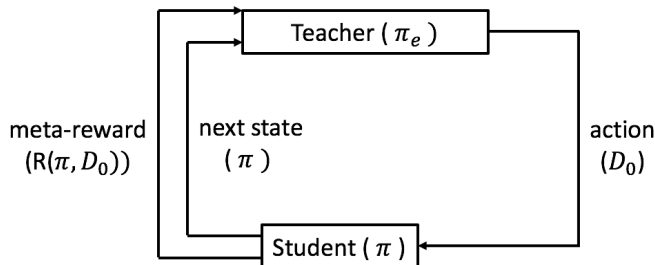 Teacher ( π_e )
meta-reward
(R(π, D_0))
next state
( π )
action
(D_0)
Student ( π )